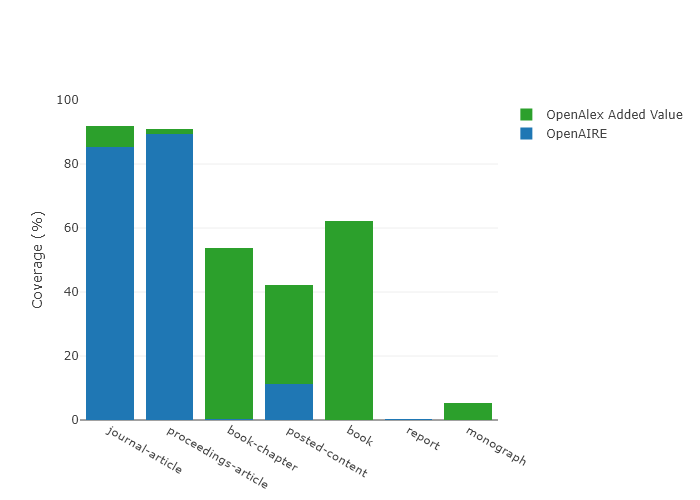 100
80
60
40
20
0
Coverage (%)
journal-article
proceedings-article
book-chapter
posted-content
book
report
monograph
OpenAlex Added Value
OpenAIRE